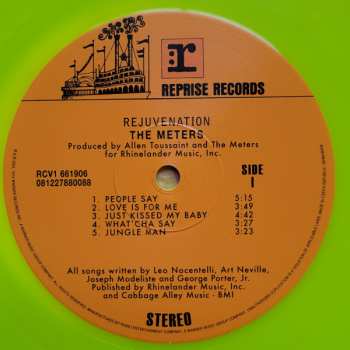 r
REPRISE RECORDS
REJUVENATION
THE METERS
Produced by Allen Toussaint and The Meters
for Rhinelander Music, Inc.
RCV1 661906
081227880088
SIDE
1
1. PEOPLE SAY 5:15
2. LOVE IS FOR ME 3:49
3. JUST KISSED MY BABY 4:42
4. WHAT'CHA SAY 3:27
5. JUNGLE MAN 3:23
All songs written by Leo Nocentelli, Art Neville,
Joseph Modeliste and George Porter, Jr.
Published by Rhinelander Music, Inc.
and Cabbage Alley Music - BMI
STEREO